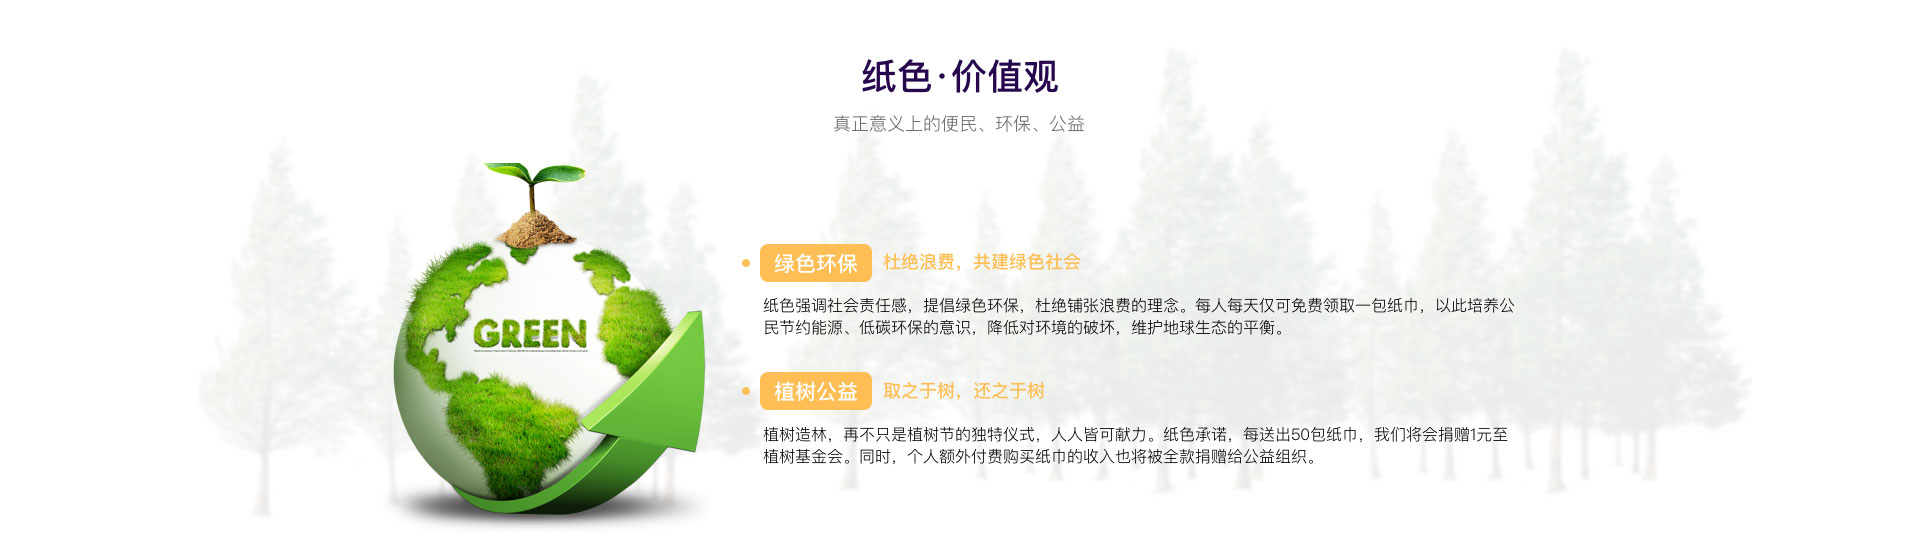 纸色·价值观
真正意义上的便民、环保、公益
绿色环保 杜绝浪费，共建绿色社会
纸色强调社会责任感，提倡绿色环保，杜绝铺张浪费的理念。每人每天仅可免费领取一包纸巾，以此培养公
民节约能源、低碳环保的意识，降低对环境的破坏，维护地球生态的平衡。
GREEN
植树公益 取之于树，还之于树
植树造林，再不只是植树节的独特仪式，人人皆可献力。纸色承诺，每送出50包纸巾，我们将会捐赠1元至
植树基金会。同时，个人额外付费购买纸巾的收入也将被全款捐赠给公益组织。